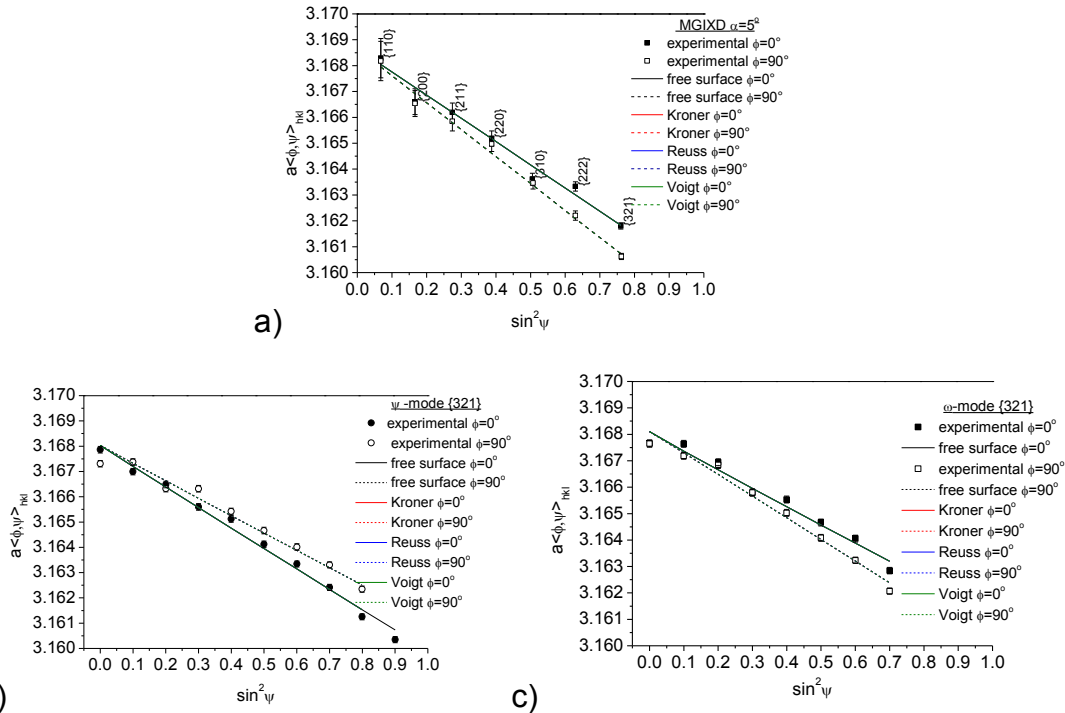 MGIXD α=5º
experimental ϕ=0°
experimental ϕ=90°
free surface ϕ=0°
free surface ϕ=90°
Kroner ϕ=0°
Kroner ϕ=90°
Reuss ϕ=0°
Reuss ϕ=90°
Voigt ϕ=0°
Voigt ϕ=90°
{110}
{200}
{211}
{220}
{310}
{222}
{321}
3.170
3.169
3.168
3.167
3.166
3.165
3.164
3.163
3.162
3.161
3.160
a<ϕ,ψ>hkl
0.0 0.1 0.2 0.3 0.4 0.5 0.6 0.7 0.8 0.9 1.0
sin²ψ
a)
ψ -mode {321}
experimental ϕ=0°
experimental ϕ=90°
free surface ϕ=0°
free surface ϕ=90°
Kroner ϕ=0°
Kroner ϕ=90°
Reuss ϕ=0°
Reuss ϕ=90°
Voigt ϕ=0°
Voigt ϕ=90°
3.170
3.169
3.168
3.167
3.166
3.165
3.164
3.163
3.162
3.161
3.160
a<ϕ,ψ>hkl
0.0 0.1 0.2 0.3 0.4 0.5 0.6 0.7 0.8 0.9 1.0
sin²ψ
)
ω-mode {321}
experimental ϕ=0°
free surface ϕ=0°
experimental ϕ=90°
free surface ϕ=90°
Kroner ϕ=0°
Kroner ϕ=90°
Reuss ϕ=0°
Reuss ϕ=90°
Voigt ϕ=0°
Voigt ϕ=90°
3.170
3.169
3.168
3.167
3.166
3.165
3.164
3.163
3.162
3.161
3.160
a<ϕ,ψ>hkl
0.0 0.1 0.2 0.3 0.4 0.5 0.6 0.7 0.8 0.9 1.0
sin²ψ
c)